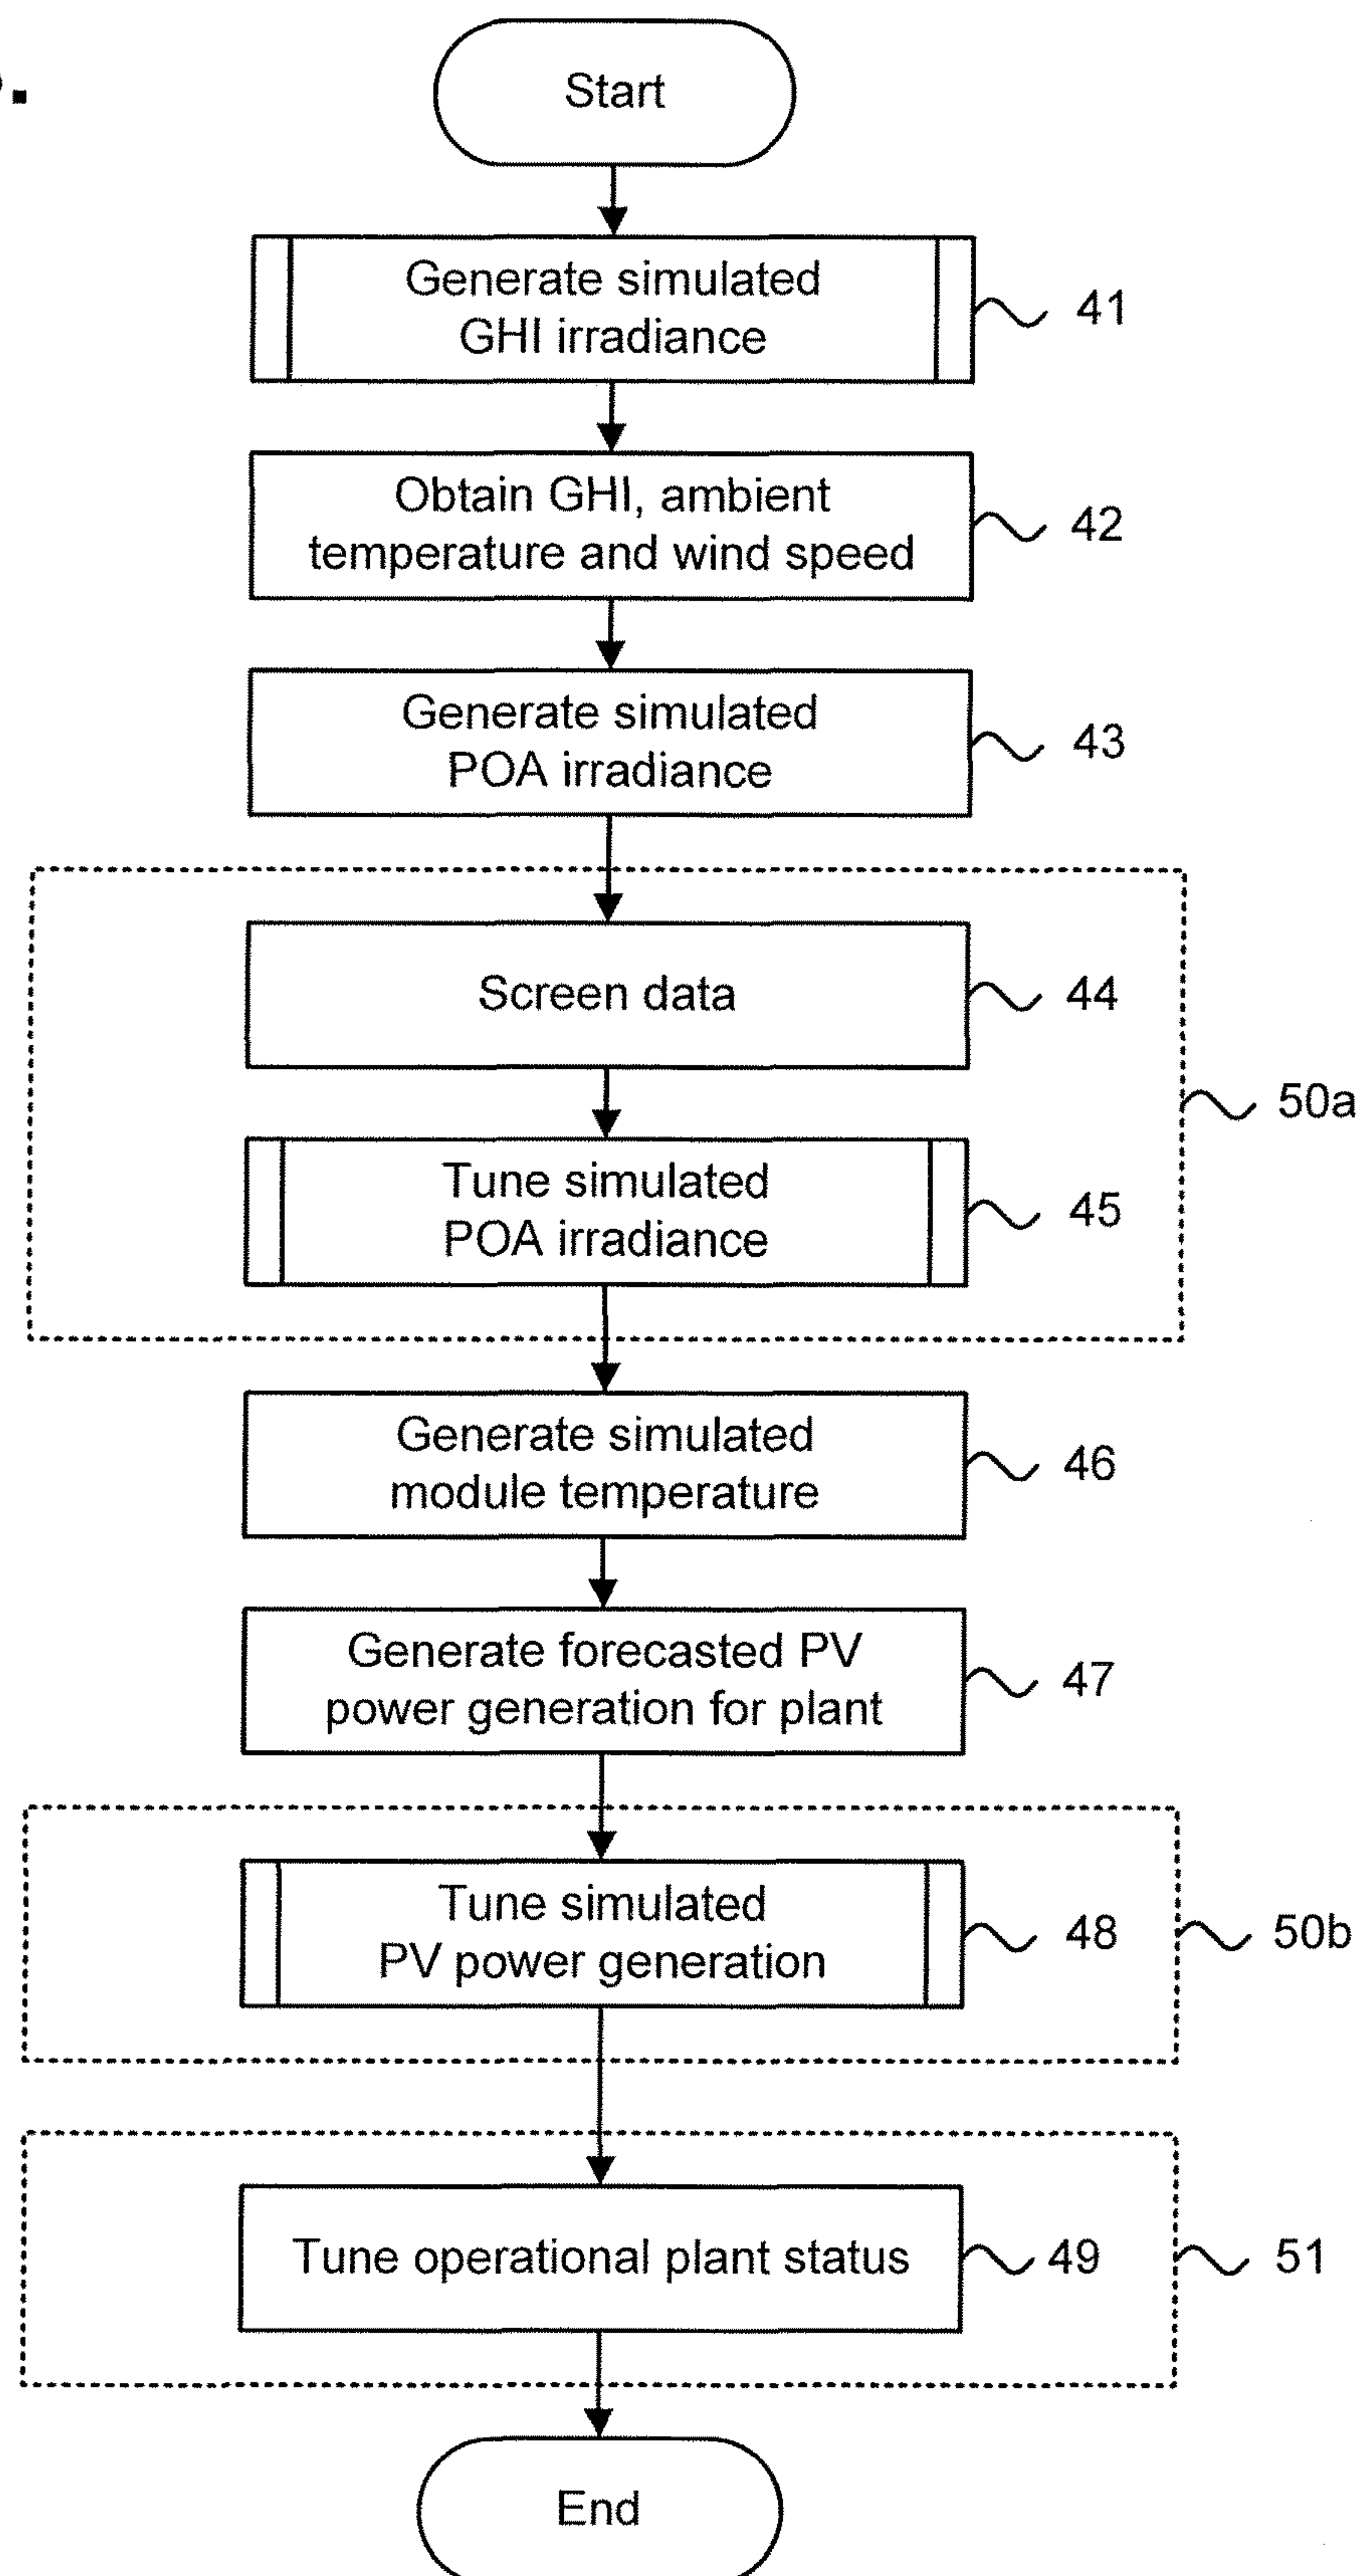 Start
Generate simulated
GHI irradiance
41
Obtain GHI, ambient
temperature and wind speed
42
Generate simulated
POA irradiance
43
Screen data
44
50a
Tune simulated
POA irradiance
45
Generate simulated
module temperature
46
Generate forecasted PV
power generation for plant
47
Tune simulated
PV power generation
48
50b
Tune operational plant status
49
51
End